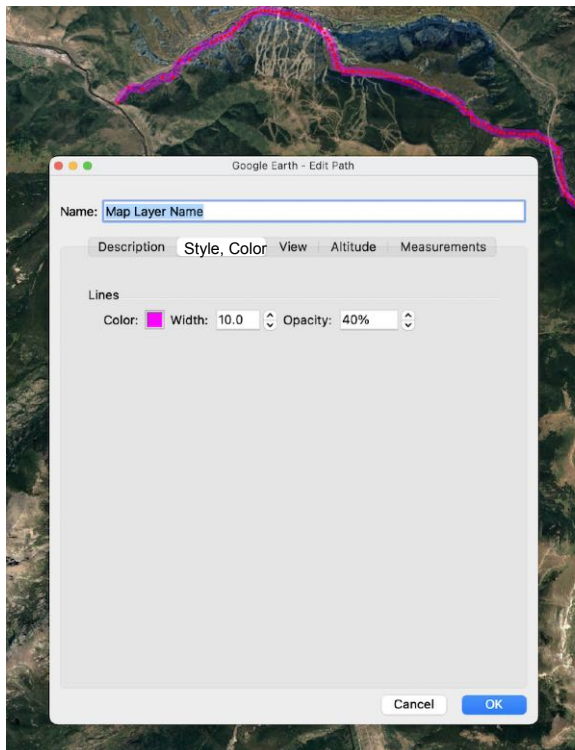 Google Earth - Edit Path
Name: Map Layer Name
Description Style, Color View Altitude Measurements
Lines
Color: Width: 10.0 Opacity: 40%
Cancel OK